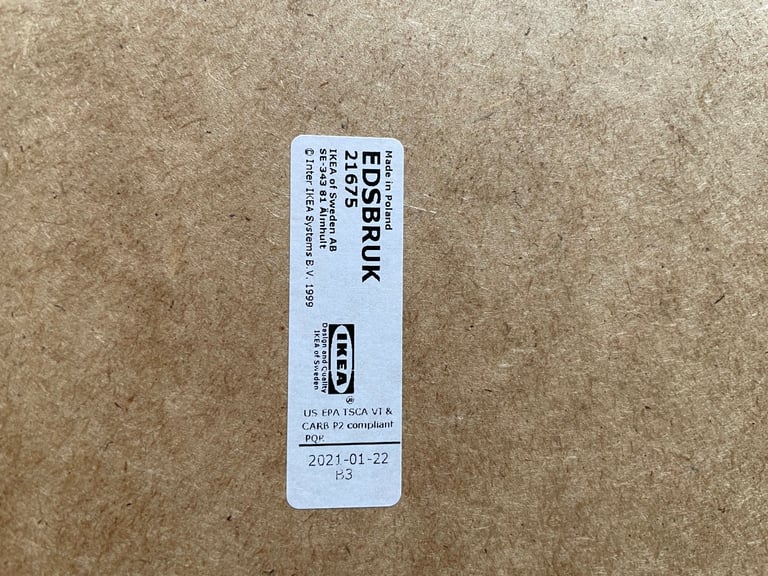 Made in Poland
EDSBRUK
21675
IKEA of Sweden AB
SE-343 81 Älmhult
© Inter IKEA Systems B.V. 1999
IKEA®
Design and Quality
IKEA of Sweden
US EPA TSCA VI &
CARB P2 compliant
PQR
2021-01-22
B3